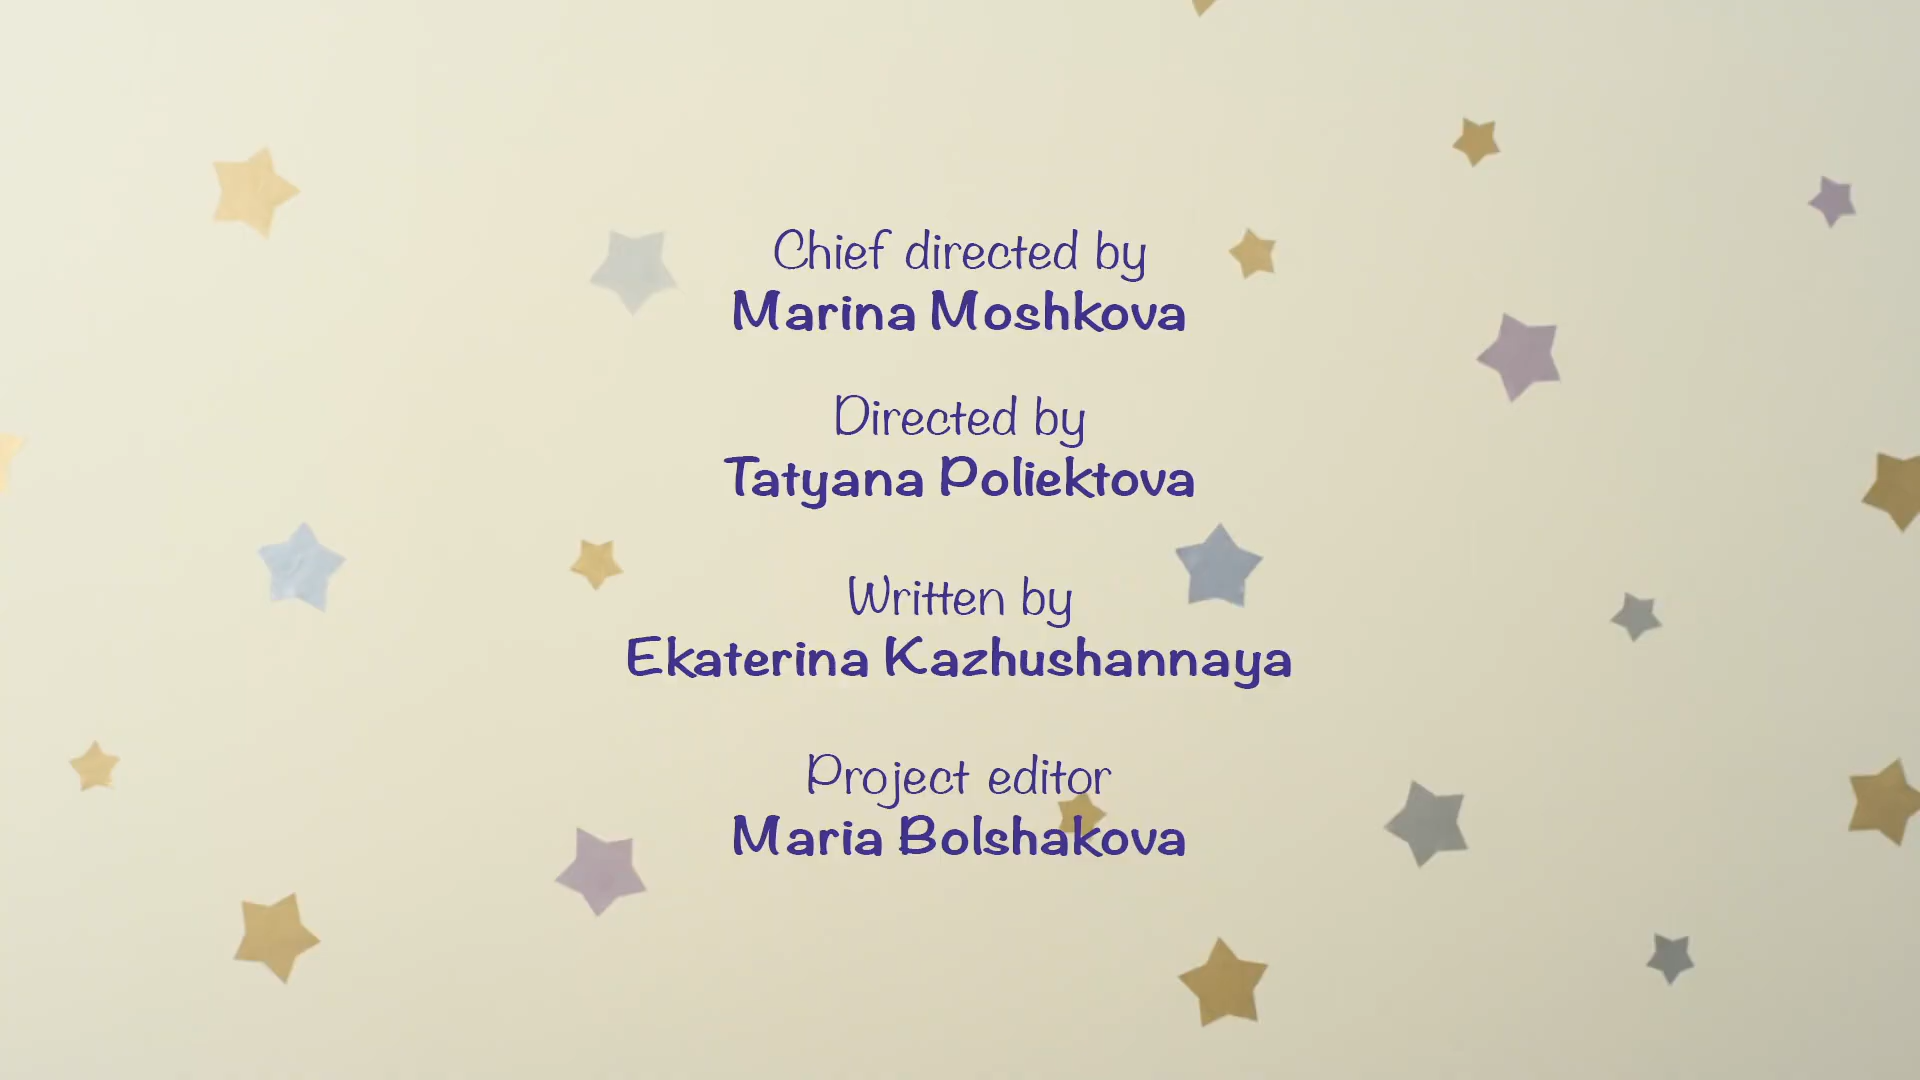 Chief directed by
Marina Moshkova
Directed by
Tatyana Poliektova
Written by
Ekaterina Kazhushannaya
Project editor
Maria Bolshakova